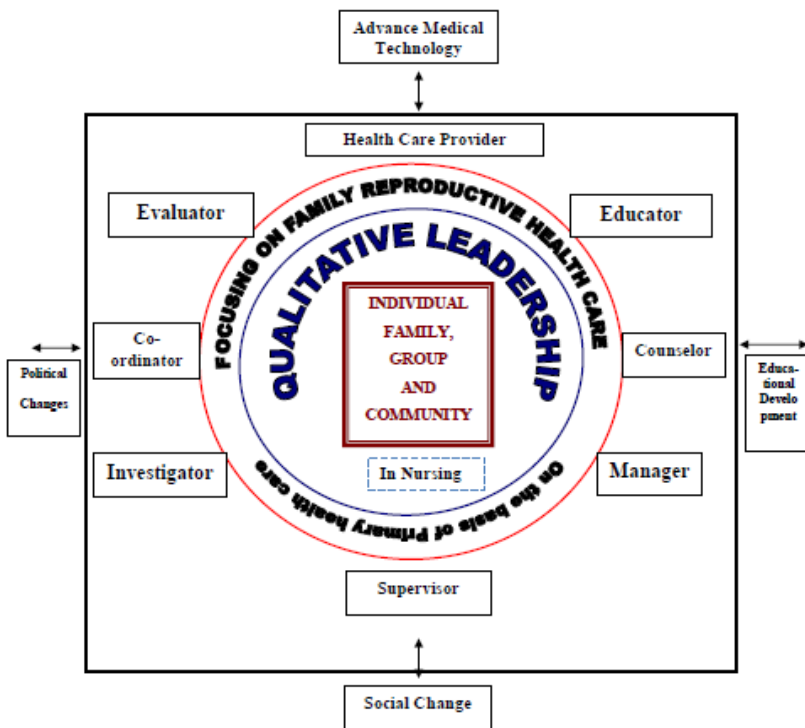 Advance Medical
Technology
Health Care Provider
FOCUSING ON FAMILY REPRODUCTIVE HEALTH CARE
Evaluator
Educator
QUALITATIVE LEADERSHIP
INDIVIDUAL
FAMILY,
GROUP
AND
COMMUNITY
Co-
ordinator
Counselor
Political
Changes
Educa-
tional
Develo
pment
Investigator
In Nursing
Manager
On the basis of Primary health care
Supervisor
Social Change